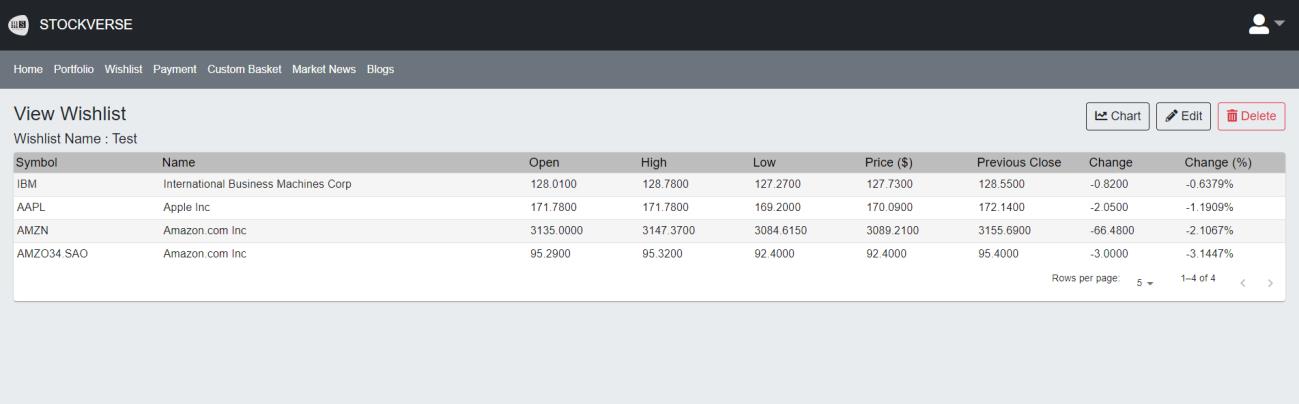 STOCKVERSE
Home Portfolio Wishlist Payment Custom Basket Market News Blogs
View Wishlist
Chart Edit Delete
Wishlist Name : Test
Symbol Name Open High Low Price ($) Previous Close Change Change (%)
IBM International Business Machines Corp 128.0100 128.7800 127.2700 127.7300 128.5500 -0.8200 -0.6379%
AAPL Apple Inc 171.7800 171.7800 169.2000 170.0900 172.1400 -2.0500 -1.1909%
AMZN Amazon.com Inc 3135.0000 3147.3700 3084.6150 3089.2100 3155.6900 -66.4800 -2.1067%
AMZO34.SAO Amazon.com Inc 95.2900 95.3200 92.4000 92.4000 95.4000 -3.0000 -3.1447%
Rows per page: 5 1–4 of 4